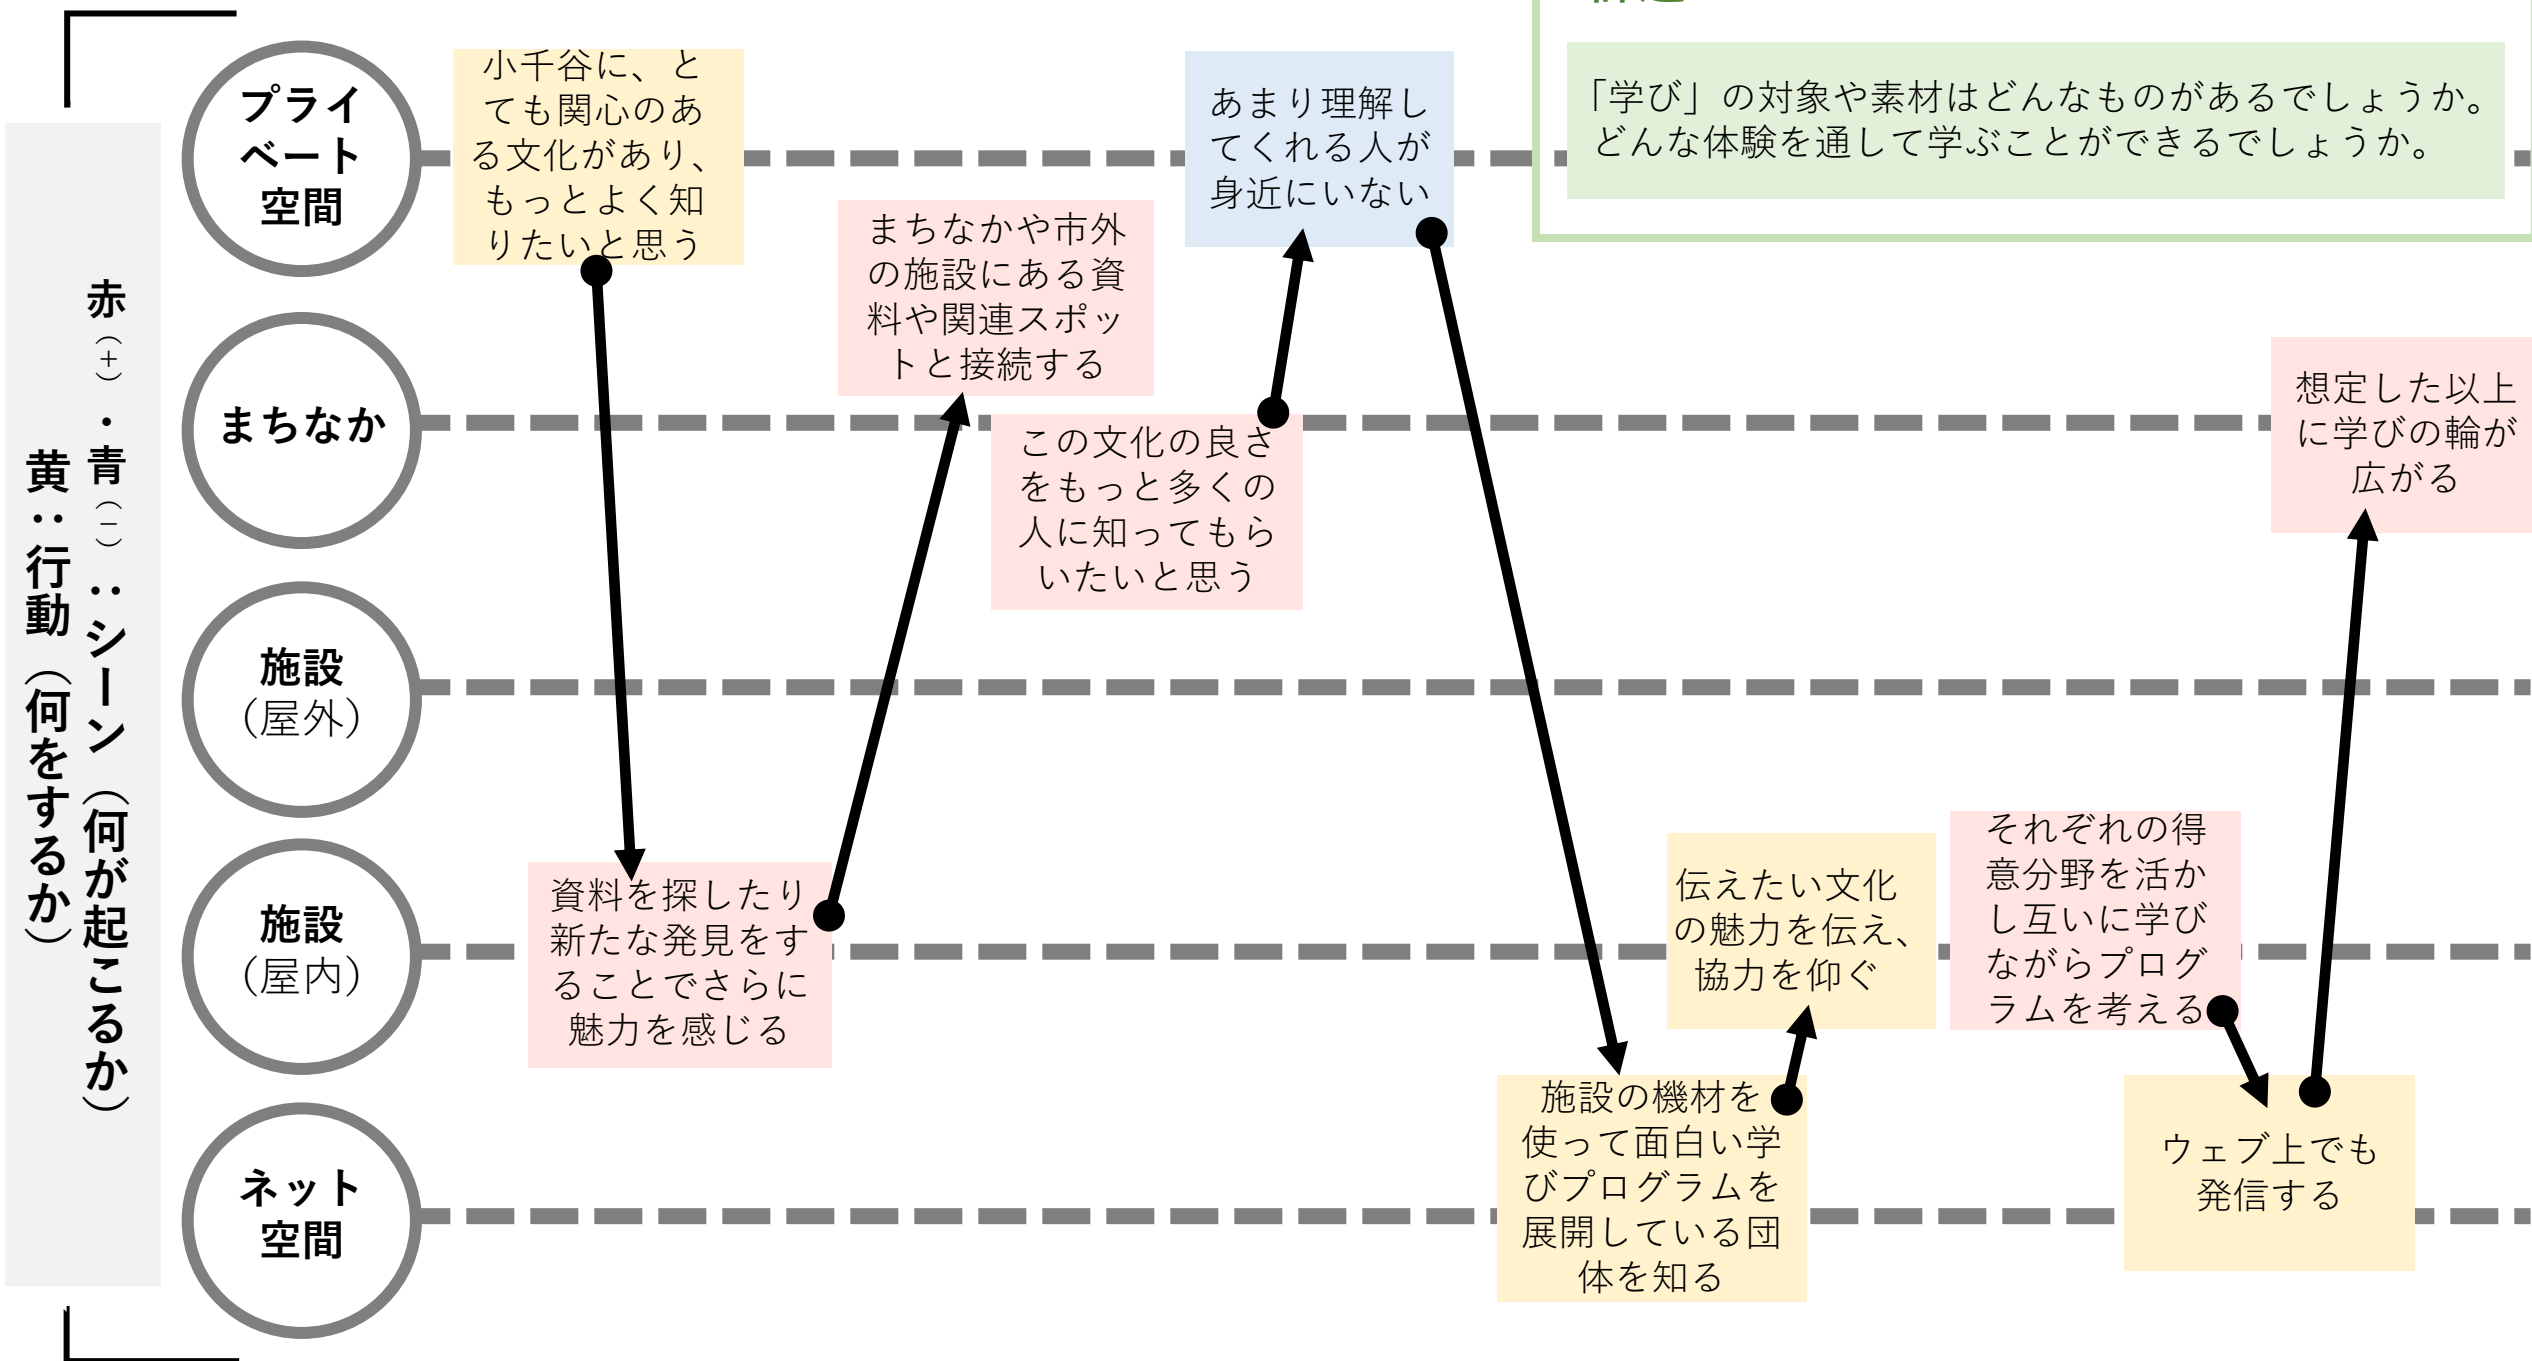 赤（+）・青（−）：シーン（何が起こるか）
黄：行動（何をするか）
プライ
ベート
空間
まちなか
施設
（屋外）
施設
（屋内）
ネット
空間
小千谷に、と
ても関心のあ
る文化があり、
もっとよく知
りたいと思う
資料を探したり
新たな発見をす
ることでさらに
魅力を感じる
まちなかや市外
の施設にある資
料や関連スポッ
トと接続する
この文化の良さ
をもっと多くの
人に知ってもら
いたいと思う
あまり理解し
てくれる人が
身近にいない
施設の機材を
使って面白い学
びプログラムを
展開している団
体を知る
伝えたい文化
の魅力を伝え、
協力を仰ぐ
それぞれの得
意分野を活か
し互いに学び
ながらプログ
ラムを考える
ウェブ上でも
発信する
想定した以上
に学びの輪が
広がる
「学び」の対象や素材はどんなものがあるでしょうか。
どんな体験を通して学ぶことができるでしょうか。